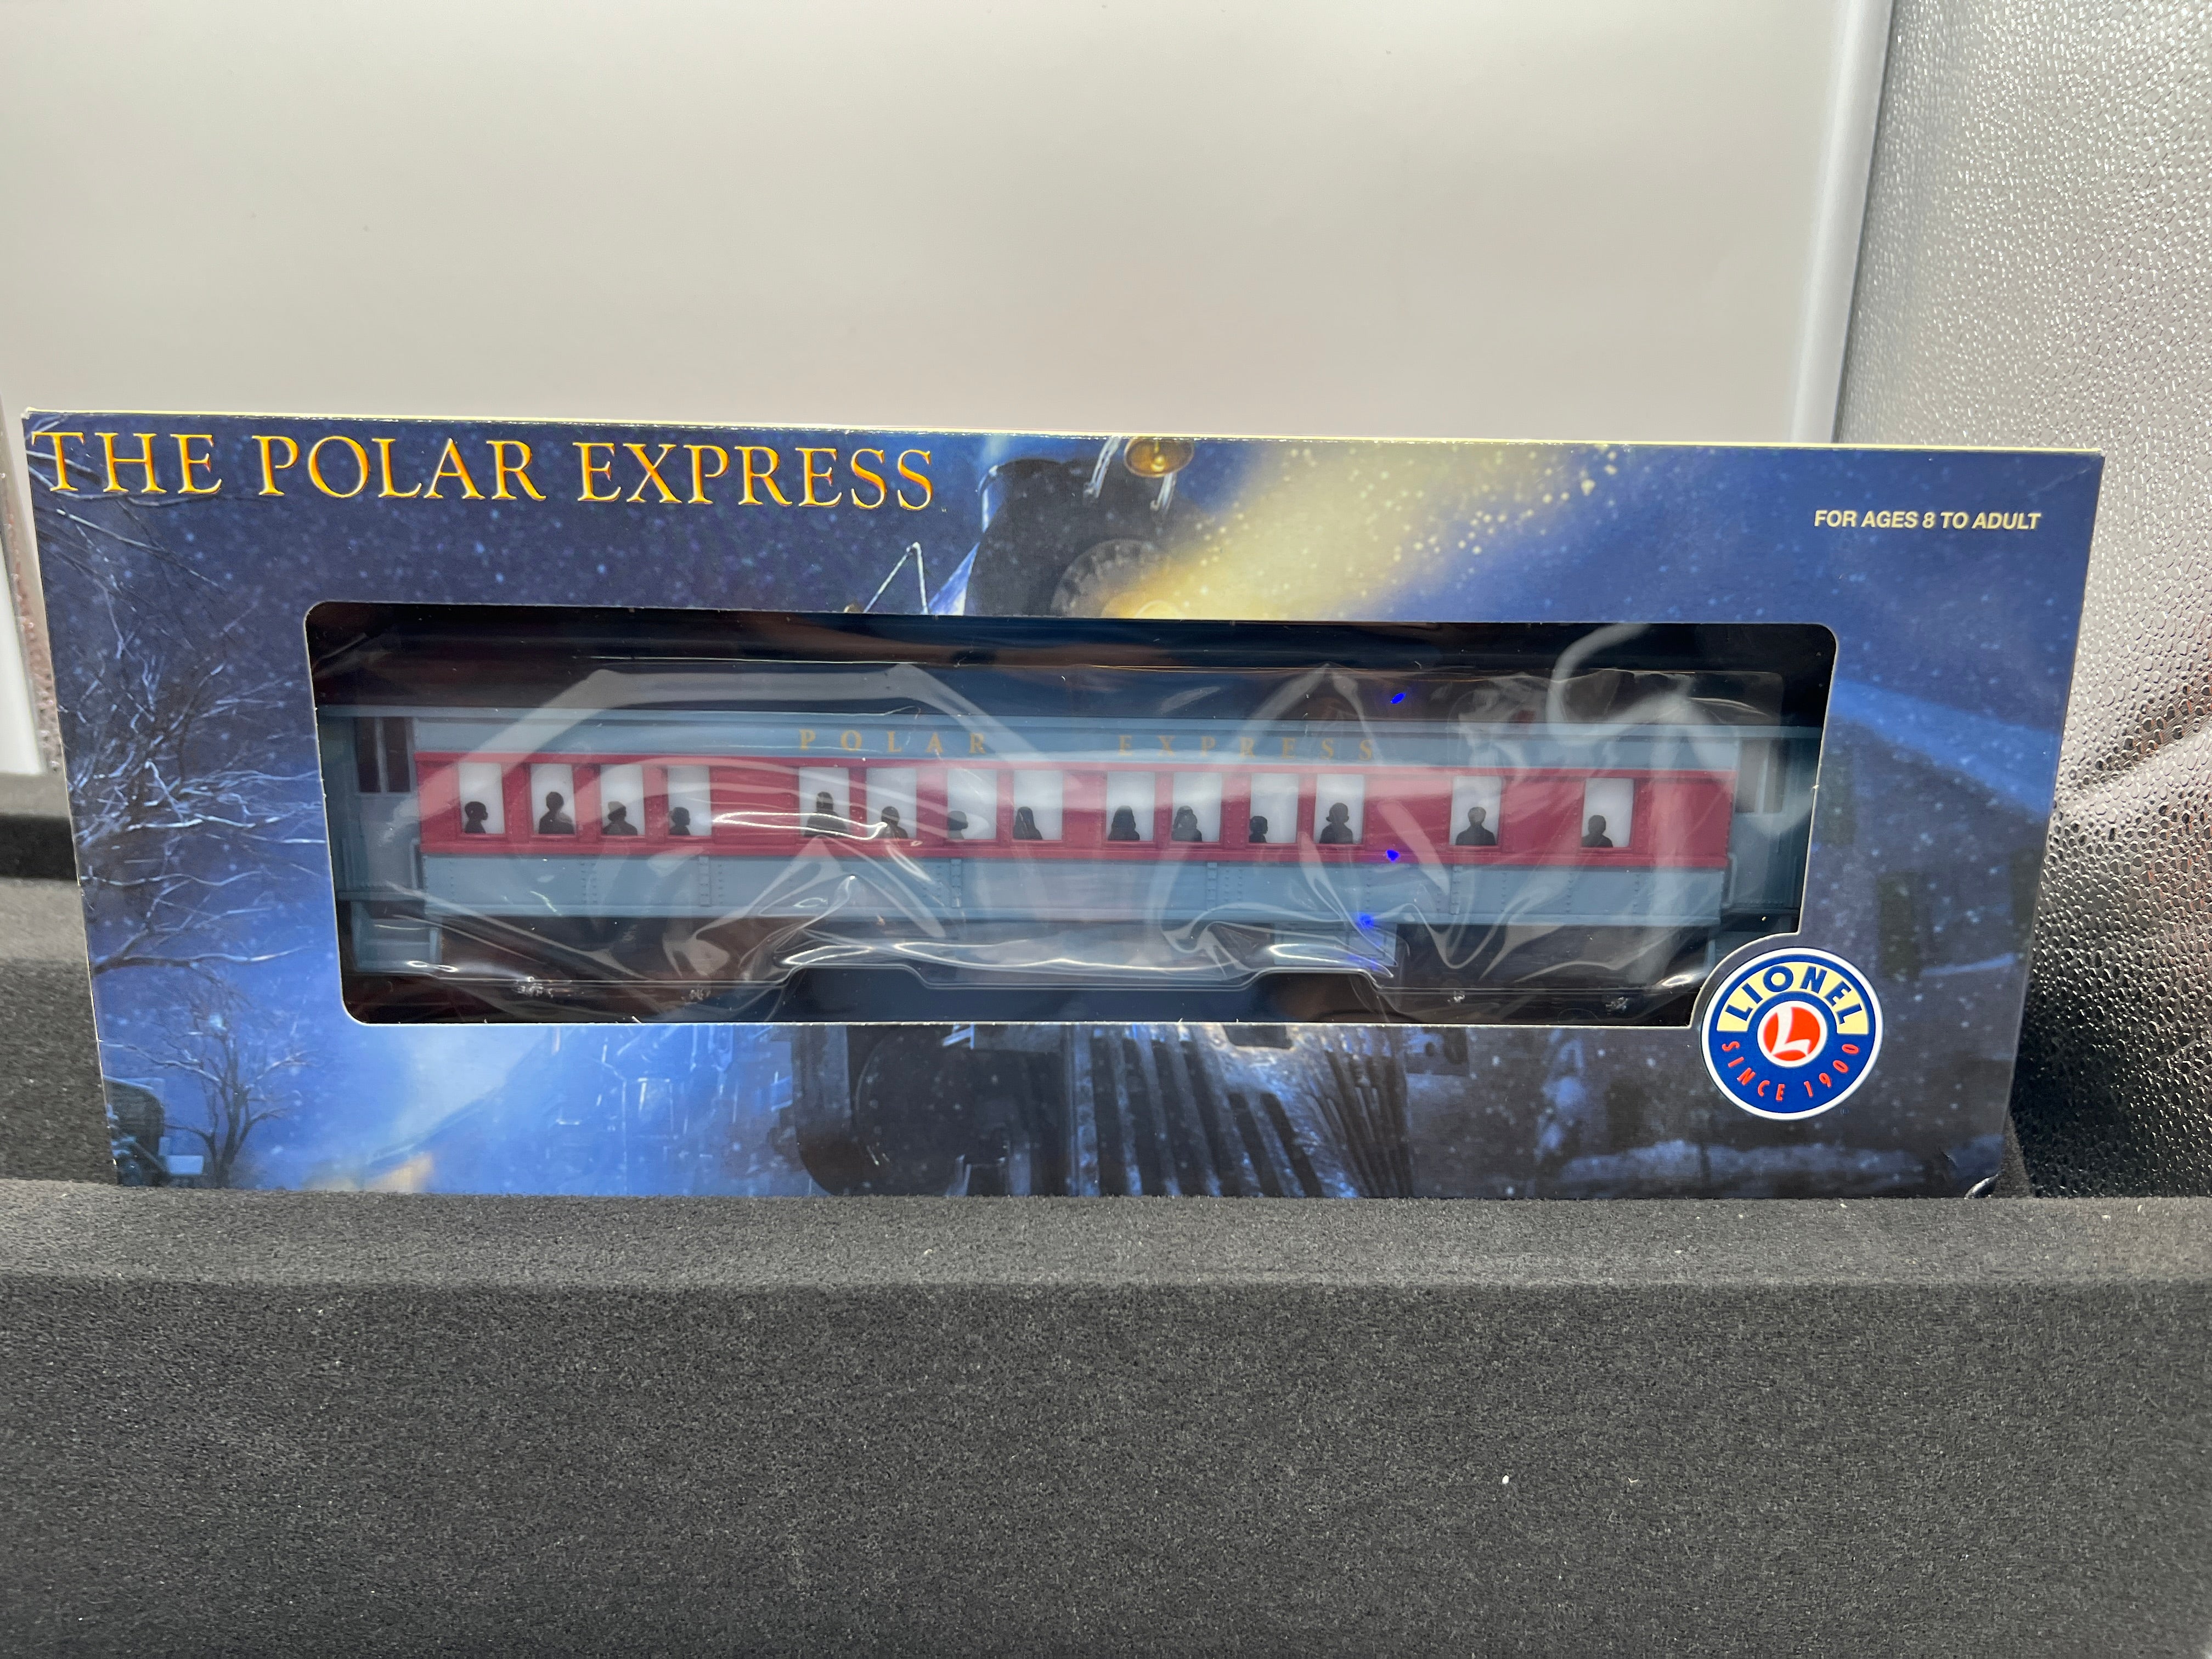 THE POLAR EXPRESS
FOR AGES 8 TO ADULT
POLAR EXPRESS
LIONEL
L
SINCE 1900